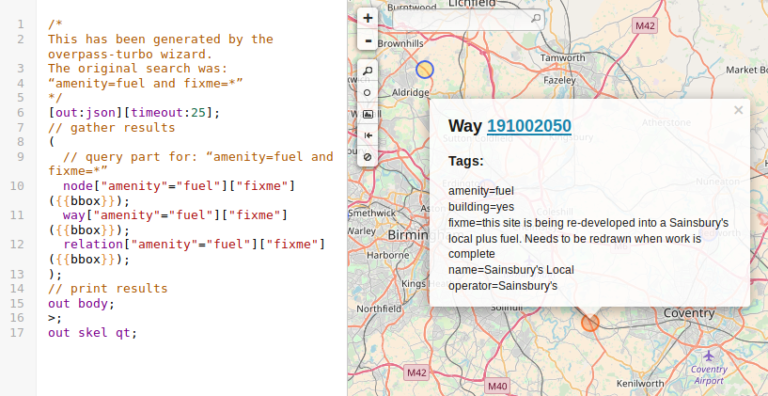 1 /*
2 This has been generated by the
overpass-turbo wizard.
3 The original search was:
4 “amenity=fuel and fixme=*”
5 */
6 [out:json][timeout:25];
7 // gather results
8 (
9 // query part for: “amenity=fuel and
fixme=*”
10 node["amenity"="fuel"]["fixme"]
({{bbox}});
11 way["amenity"="fuel"]["fixme"]
({{bbox}});
12 relation["amenity"="fuel"]["fixme"]
({{bbox}});
13 );
14 // print results
15 out body;
16 >;
17 out skel qt;
+
-
Burntwood
Lichfield
M42
Brownhills
Tamworth
Fazeley
Market Bo
Aldridge
×
Way 191002050
Atherstone
Tags:
amenity=fuel
building=yes
Nuneaton
fixme=this site is being re-developed into a Sainsbury's
local plus fuel. Needs to be redrawn when work is
complete
name=Sainsbury's Local
operator=Sainsbury's
Smethwick
Warley
Birmin
Coleshill
Harborne
Kings
Northfield
Solihull
Coventry
Coventry
Airport
M42
M40
Kenilworth